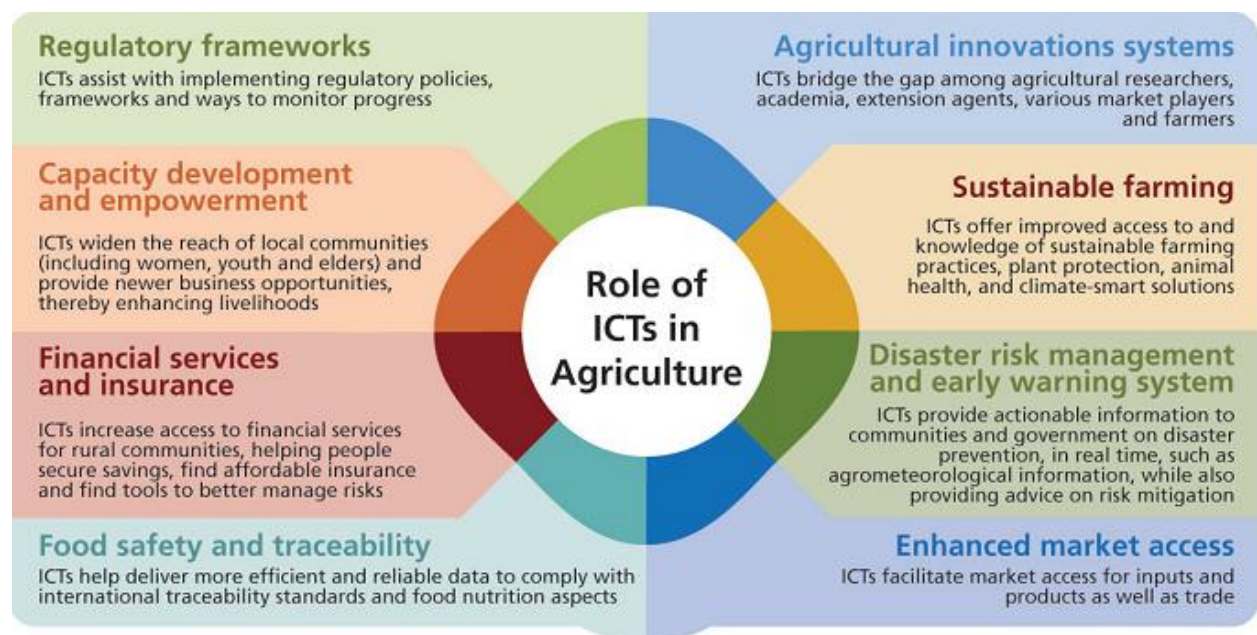 Regulatory frameworks
ICTs assist with implementing regulatory policies,
frameworks and ways to monitor progress
Capacity development
and empowerment
ICTs widen the reach of local communities
(including women, youth and elders) and
provide newer business opportunities,
thereby enhancing livelihoods
Financial services
and insurance
ICTs increase access to financial services
for rural communities, helping people
secure savings, find affordable insurance
and find tools to better manage risks
Food safety and traceability
ICTs help deliver more efficient and reliable data to comply with
international traceability standards and food nutrition aspects
Role of
ICTs in
Agriculture
Agricultural innovations systems
ICTs bridge the gap among agricultural researchers,
academia, extension agents, various market players
and farmers
Sustainable farming
ICTs offer improved access to and
knowledge of sustainable farming
practices, plant protection, animal
health, and climate-smart solutions
Disaster risk management
and early warning system
ICTs provide actionable information to
communities and government on disaster
prevention, in real time, such as
agrometeorological information, while also
providing advice on risk mitigation
Enhanced market access
ICTs facilitate market access for inputs and
products as well as trade